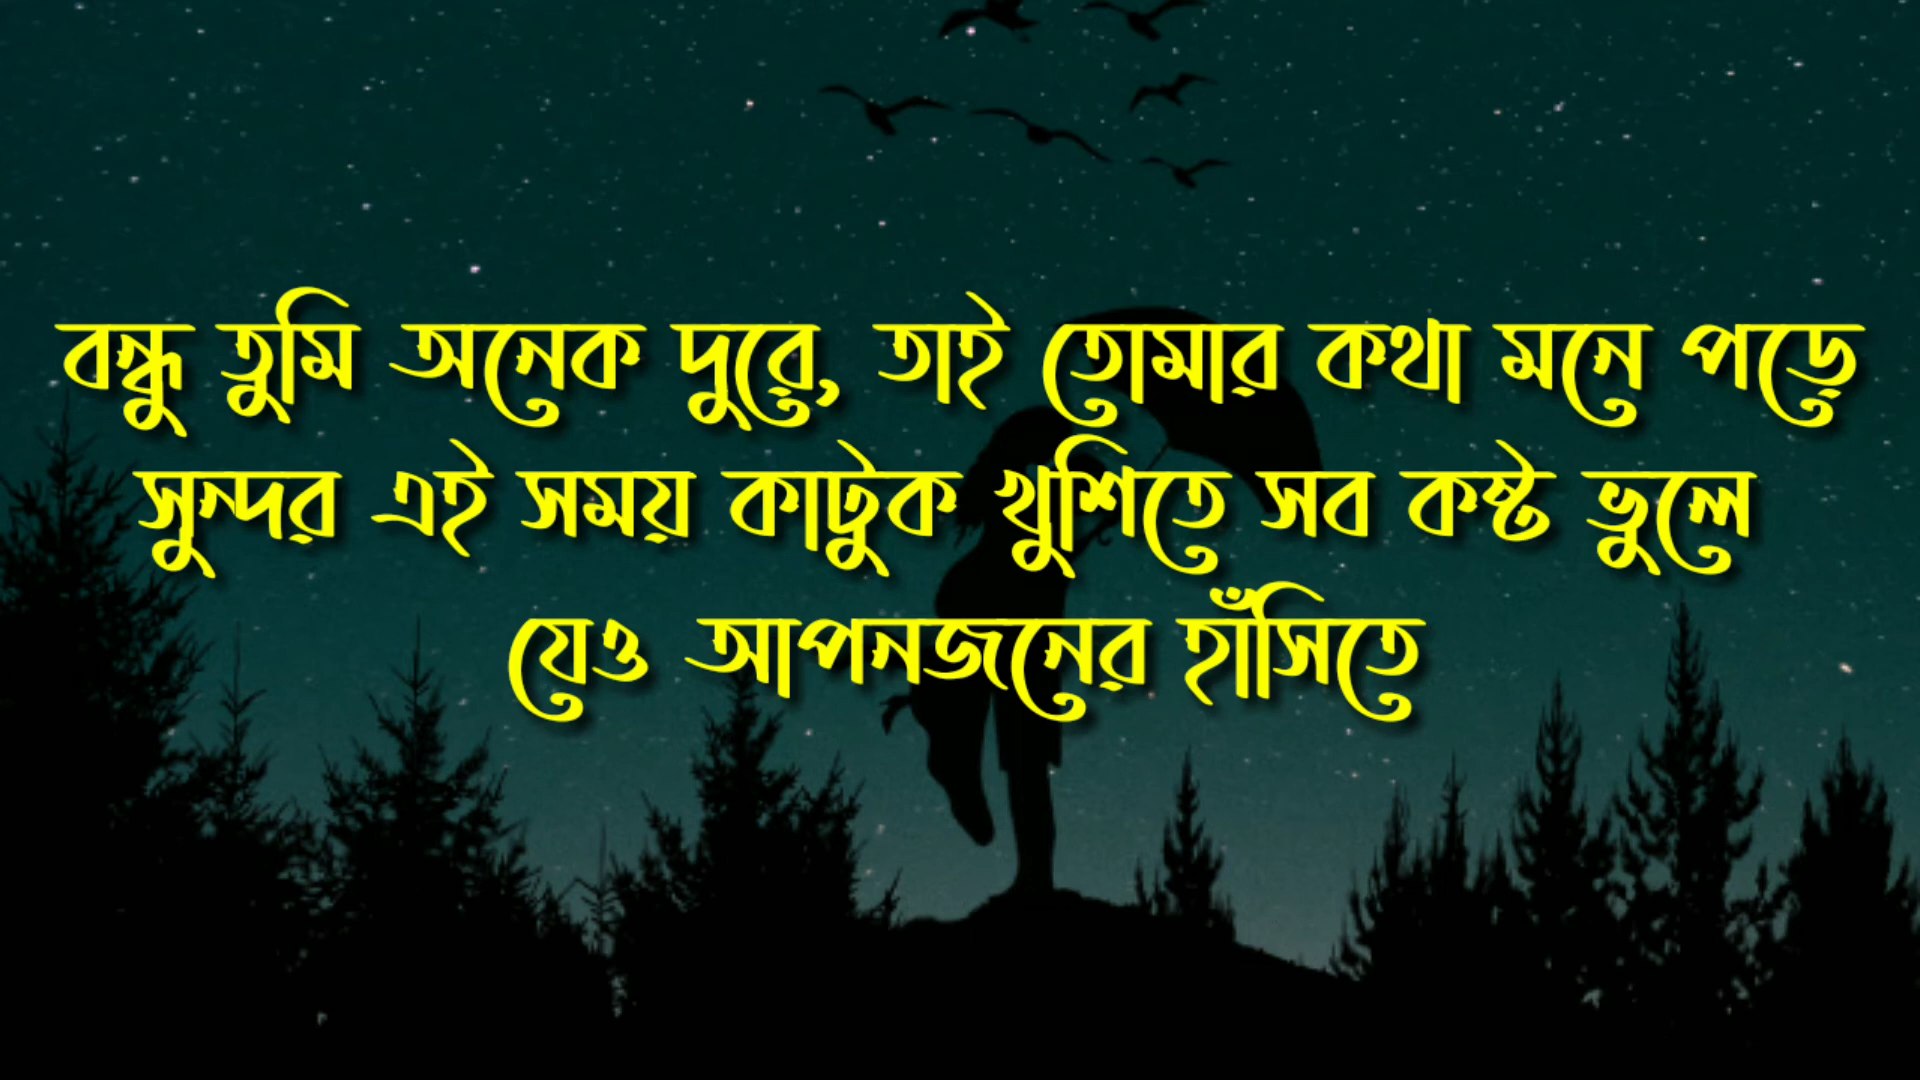 বন্ধু তুমি অনেক দুরে, তাই তোমার কথা মনে পড়ে
সুন্দর এই সময় কাটুক খুশিতে সব কষ্ট ভুলে
যেও আপনজনের হাঁসিতে